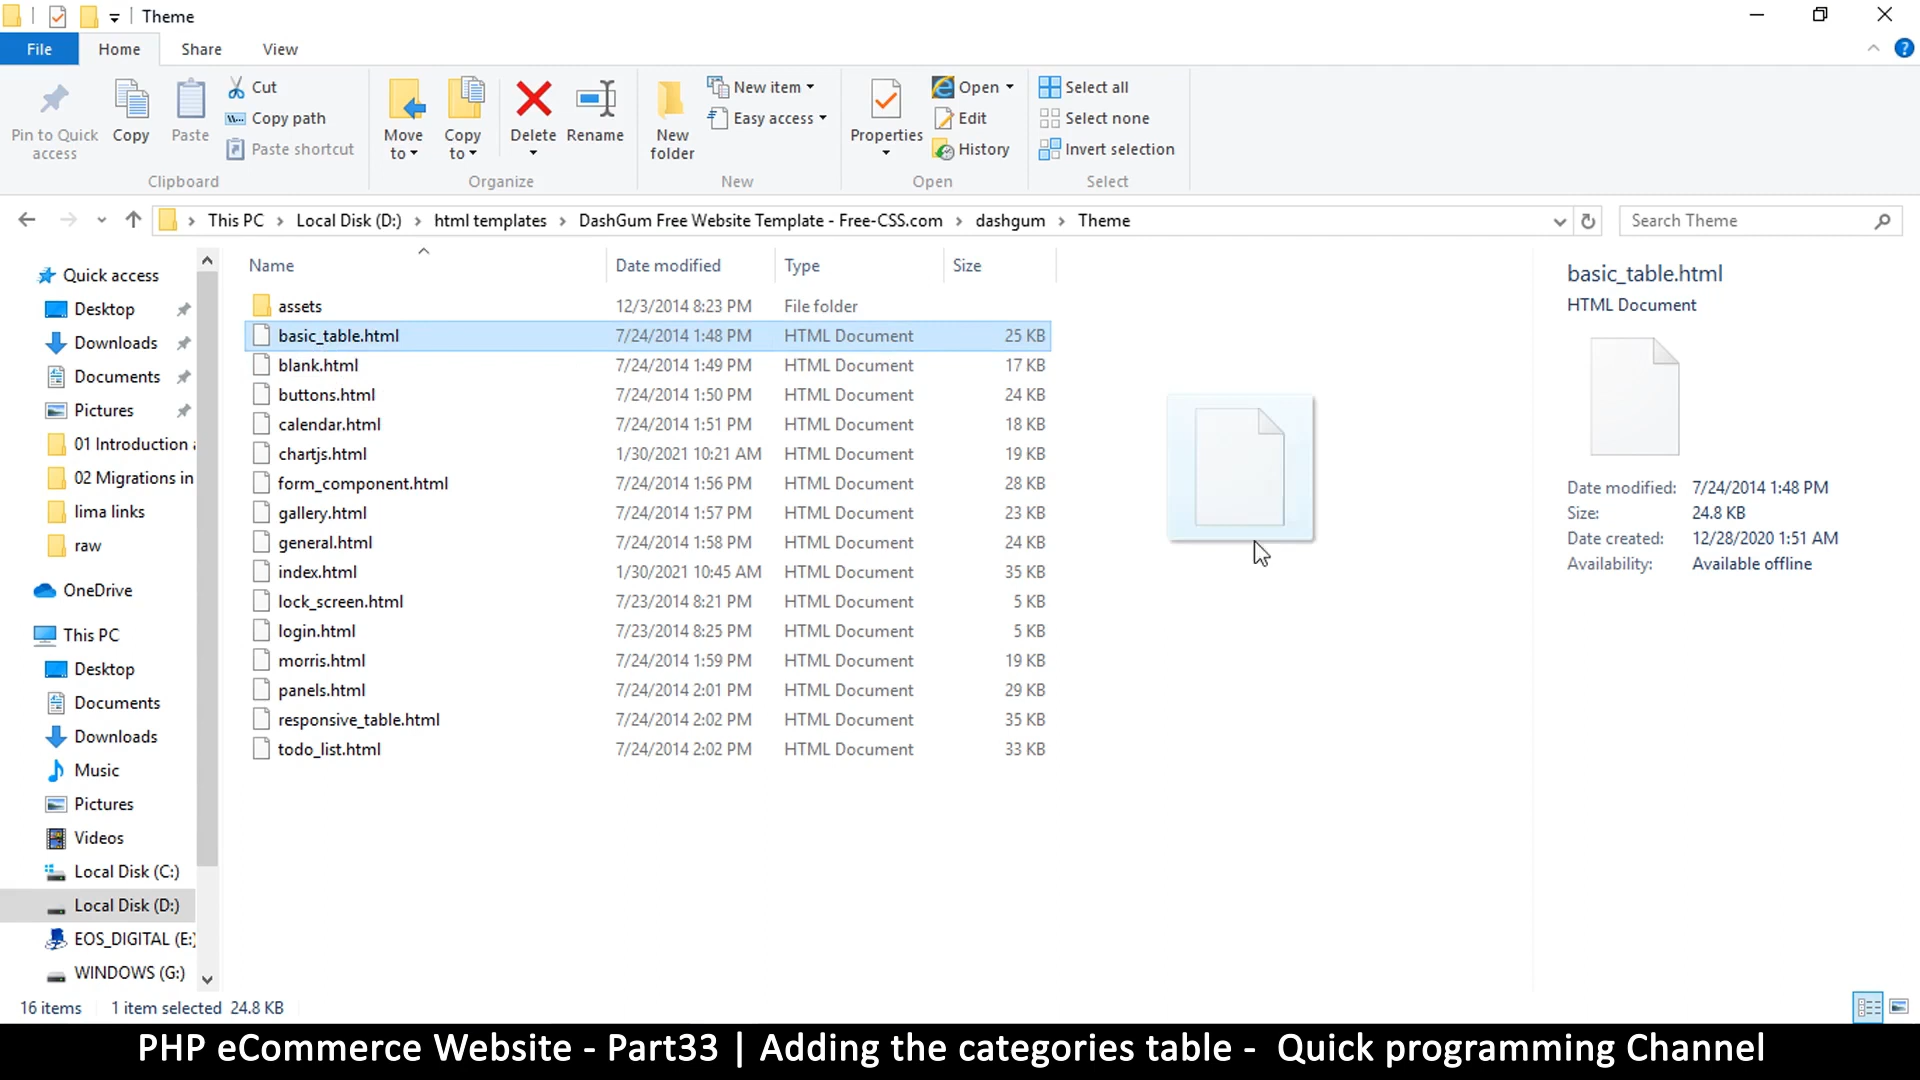 Theme
File Home Share View
Pin to Quick access
Copy
Paste
Cut
Copy path
Paste shortcut
Clipboard
Move to
Copy to
Delete
Rename
Organize
New folder
New item
Easy access
New
Properties
Open
Edit
History
Open
Select all
Select none
Invert selection
Select
This PC > Local Disk (D:) > html templates > DashGum Free Website Template - Free-CSS.com > dashgum > Theme
Search Theme
Quick access
Desktop
Downloads
Documents
Pictures
01 Introduction
02 Migrations in
lima links
raw
OneDrive
This PC
Desktop
Documents
Downloads
Music
Pictures
Videos
Local Disk (C:)
Local Disk (D:)
EOS_DIGITAL (E:)
WINDOWS (G:)
Name Date modified Type Size
assets 12/3/2014 8:23 PM File folder
basic_table.html 7/24/2014 1:48 PM HTML Document 25 KB
blank.html 7/24/2014 1:49 PM HTML Document 17 KB
buttons.html 7/24/2014 1:50 PM HTML Document 24 KB
calendar.html 7/24/2014 1:51 PM HTML Document 18 KB
chartjs.html 1/30/2021 10:21 AM HTML Document 19 KB
form_component.html 7/24/2014 1:56 PM HTML Document 28 KB
gallery.html 7/24/2014 1:57 PM HTML Document 23 KB
general.html 7/24/2014 1:58 PM HTML Document 24 KB
index.html 1/30/2021 10:45 AM HTML Document 35 KB
lock_screen.html 7/23/2014 8:21 PM HTML Document 5 KB
login.html 7/23/2014 8:25 PM HTML Document 5 KB
morris.html 7/24/2014 1:59 PM HTML Document 19 KB
panels.html 7/24/2014 2:01 PM HTML Document 29 KB
responsive_table.html 7/24/2014 2:02 PM HTML Document 35 KB
todo_list.html 7/24/2014 2:02 PM HTML Document 33 KB
basic_table.html
HTML Document
Date modified: 7/24/2014 1:48 PM
Size: 24.8 KB
Date created: 12/28/2020 1:51 AM
Availability: Available offline
16 items 1 item selected 24.8 KB
PHP eCommerce Website - Part33 | Adding the categories table - Quick programming Channel